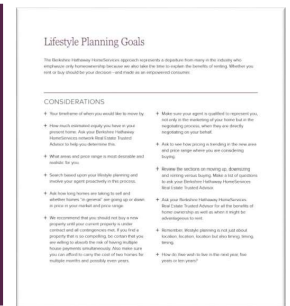 Lifestyle Planning Goals
The Berkshire Hathaway HomeServices approach represents a departure from many in the industry who
emphasize only homeownership because we also take the time to explain the benefits of renting. Whether you
rent or buy should be your decision - and made as an empowered consumer.
CONSIDERATIONS
+ Your timeframe of when you would like to move by.
+ How much estimated equity you have in your
present home. Ask your Berkshire Hathaway
HomeServices network Real Estate Trusted
Advisor to help you determine this.
+ What areas and price range is most desirable and
realistic for you.
+ Search based upon your lifestyle planning and
involve your agent proactively in this process.
+ Ask how long homes are taking to sell and
whether homes 'in general' are going up or down
in price in your market and price range.
+ We recommend that you should not buy a new
property until your current property is under
contract and all contingencies met. If you find a
property that is so compelling, be certain that you
are willing to absorb the risk of having multiple
house payments simultaneously. Also make sure
you can afford to carry the cost of two homes for
multiple months and possibly even years.
+ Make sure your agent is qualified to represent you,
not only in the marketing of your home but in the
negotiating process, when they are directly
negotiating on your behalf.
+ Ask to see how pricing is trending in the new area
and price range where you are considering
buying.
+ Review the sections on moving up, downsizing
and renting versus buying. Make a list of questions
to ask your Berkshire Hathaway HomeServices
Real Estate Trusted Advisor.
+ Ask your Berkshire Hathaway HomeServices
Real Estate Trusted Advisor for all the benefits of
home ownership as well as when it might be
advantageous to rent.
+ Remember, lifestyle planning is not just about
location, location, location but also timing, timing,
timing.
+ How do you wish to live in the next year, five
years or ten years?